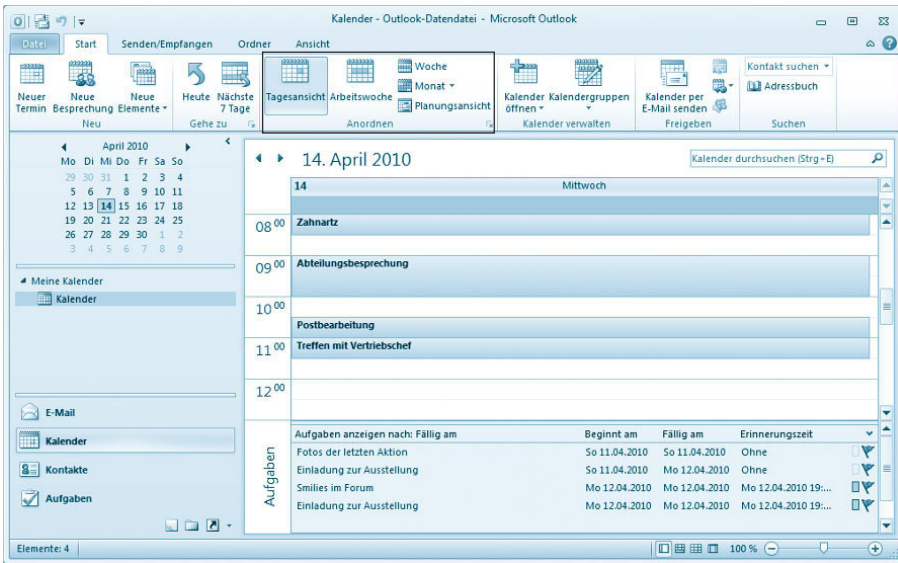 Kalender - Outlook-Datendatei - Microsoft Outlook
Datei Start Senden/Empfangen Ordner Ansicht
Neuer Termin
Neue Besprechung
Neue Elemente
Neu
Heute
Nächste 7 Tage
Gehe zu
Tagesansicht
Arbeitswoche
Woche
Monat
Planungsansicht
Anordnen
Kalender öffnen
Kalendergruppen
Kalender verwalten
Kalender per E-Mail senden
Freigeben
Kontakt suchen
Adressbuch
Suchen
April 2010
Mo Di Mi Do Fr Sa So
29 30 31 1 2 3 4
5 6 7 8 9 10 11
12 13 14 15 16 17 18
19 20 21 22 23 24 25
26 27 28 29 30 1 2
3 4 5 6 7 8 9
Meine Kalender
Kalender
E-Mail
Kalender
Kontakte
Aufgaben
14. April 2010
Kalender durchsuchen (Strg+E)
14 Mittwoch
08 00 Zahnartz
09 00 Abteilungsbesprechung
10 00
Postbearbeitung
11 00 Treffen mit Vertriebschef
12 00
Aufgaben
Aufgaben anzeigen nach: Fällig am Beginnt am Fällig am Erinnerungszeit
Fotos der letzten Aktion So 11.04.2010 So 11.04.2010 Ohne
Einladung zur Ausstellung So 11.04.2010 Mo 12.04.2010 Ohne
Smilies im Forum Mo 12.04.2010 Mo 12.04.2010 Mo 12.04.2010 19:...
Einladung zur Ausstellung Mo 12.04.2010 Mo 12.04.2010 Mo 12.04.2010 19:...
Elemente: 4
100 %